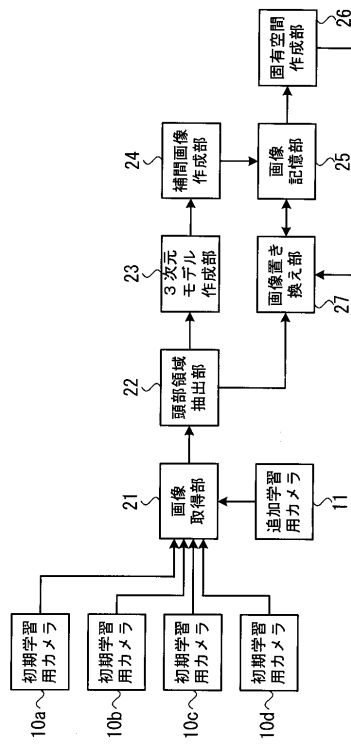 10a
初期学習
用カメラ
10b
初期学習
用カメラ
10c
初期学習
用カメラ
10d
初期学習
用カメラ
21
画像
取得部
追加学習
用カメラ
11
22
頭部領域
抽出部
23
3次元
モデル
作成部
24
補間画像
作成部
画像置き
換え部
27
画像
記憶部
25
固有空間
作成部
26